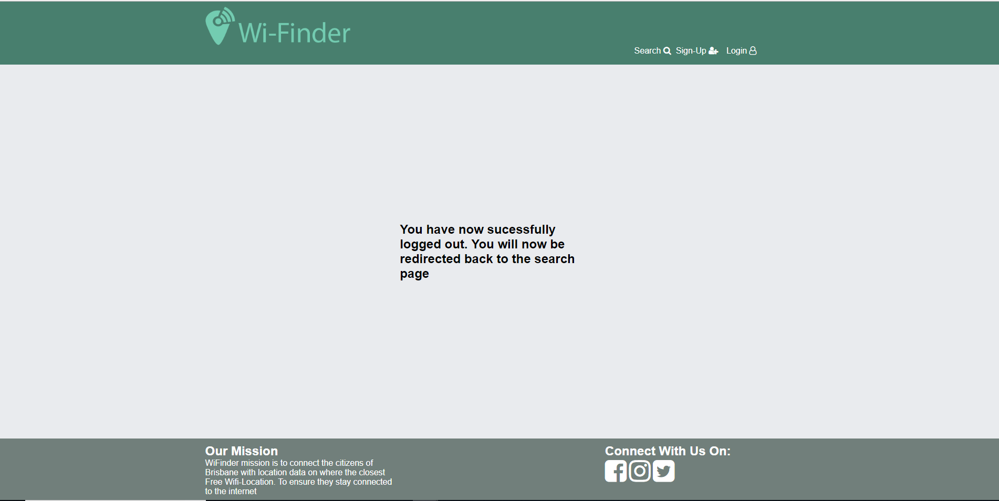 Wi-Finder
Search Sign-Up Login
You have now sucessfully
logged out. You will now be
redirected back to the search
page
Our Mission
WiFinder mission is to connect the citizens of
Brisbane with location data on where the closest
Free Wifi-Location. To ensure they stay connected
to the internet
Connect With Us On: